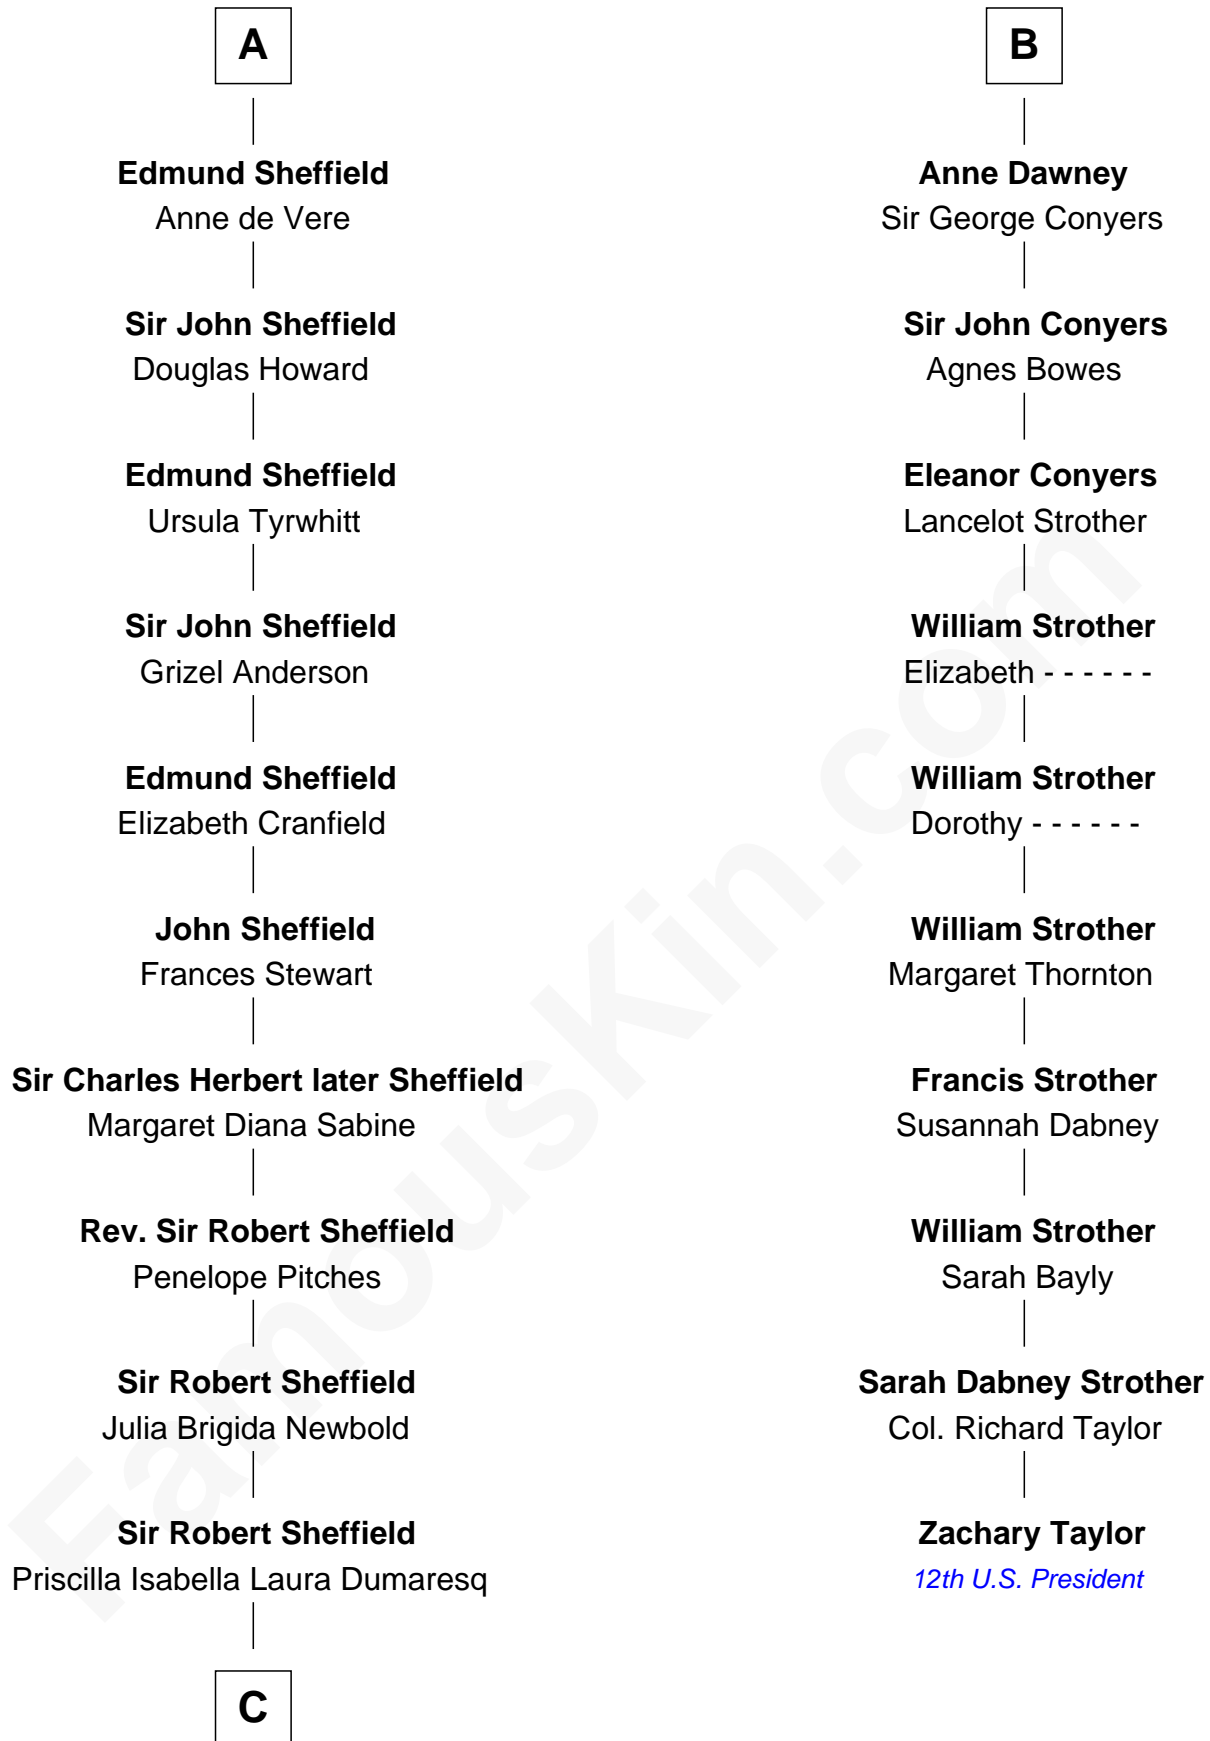 A
Edmund Sheffield
Anne de Vere
Sir John Sheffield
Douglas Howard
Edmund Sheffield
Ursula Tyrwhitt
Sir John Sheffield
Grizel Anderson
Edmund Sheffield
Elizabeth Cranfield
John Sheffield
Frances Stewart
Sir Charles Herbert later Sheffield
Margaret Diana Sabine
Rev. Sir Robert Sheffield
Penelope Pitches
Sir Robert Sheffield
Julia Brigida Newbold
Sir Robert Sheffield
Priscilla Isabella Laura Dumaresq
C
B
Anne Dawney
Sir George Conyers
Sir John Conyers
Agnes Bowes
Eleanor Conyers
Lancelot Strother
William Strother
Elizabeth - - - - - -
William Strother
Dorothy - - - - - -
William Strother
Margaret Thornton
Francis Strother
Susannah Dabney
William Strother
Sarah Bayly
Sarah Dabney Strother
Col. Richard Taylor
Zachary Taylor
12th U.S. President
FamousKin.com